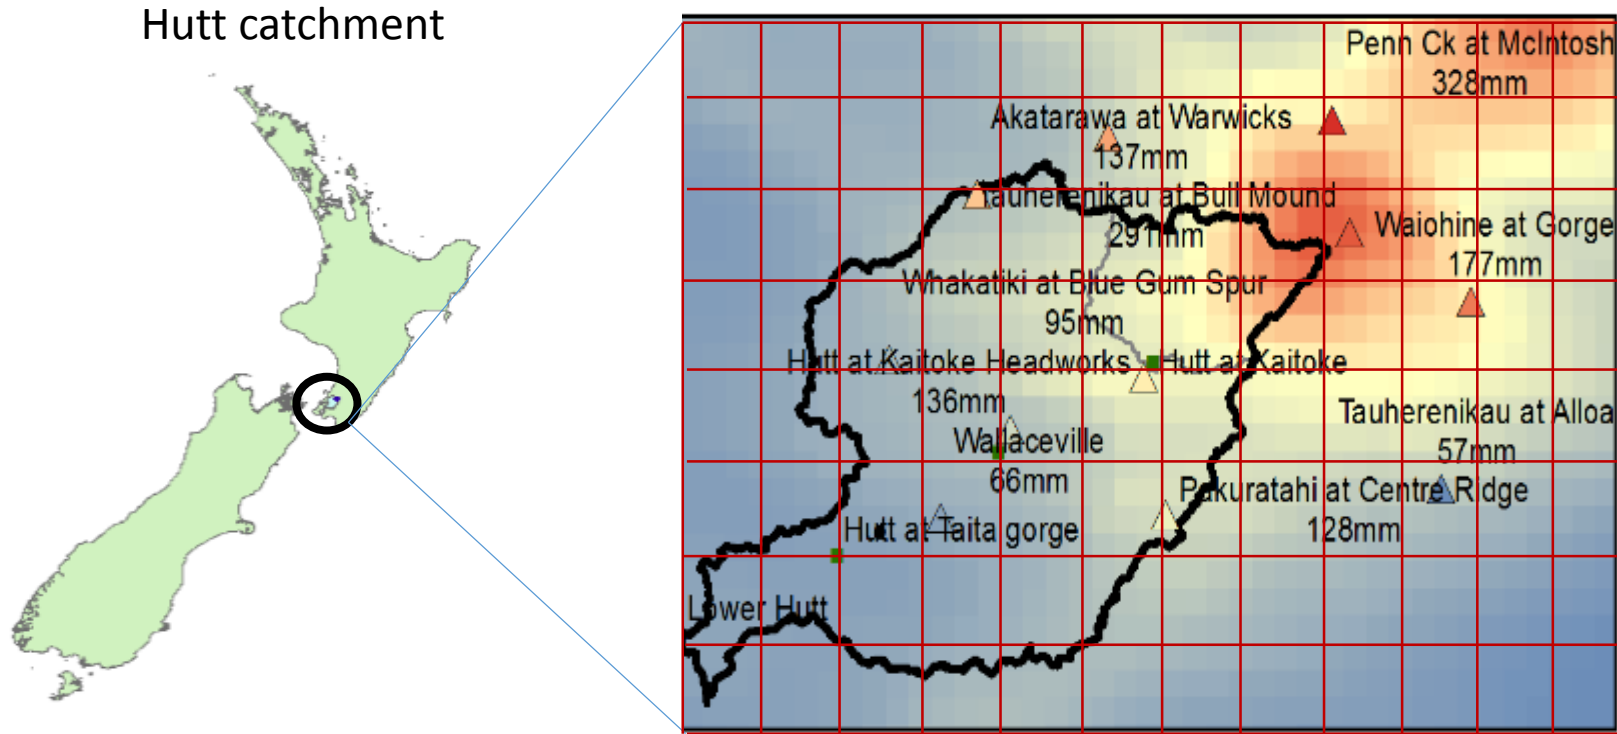 Hutt catchment
Penn Ck at McIntosh
328mm
Akatarawa at Warwicks
137mm
Tauherenikau at Bull Mound
291mm
Waiohine at Gorge
177mm
Whakatiki at Blue Gum Spur
95mm
Hutt at Kaitoke Headworks
136mm
Hutt at Kaitoke
Tauherenikau at Alloa
57mm
Wallaceville
66mm
Pakuratahi at Centre Ridge
128mm
Hutt at Taita gorge
Lower Hutt